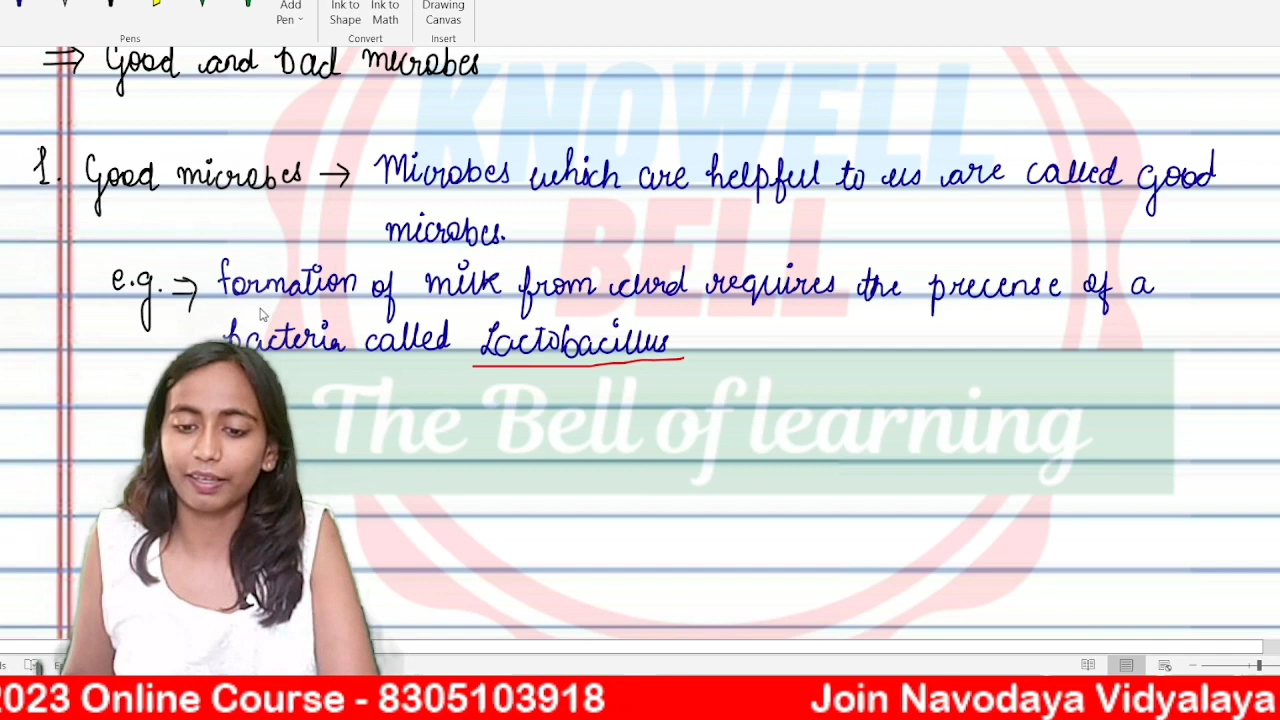 Add
Pen
Ink to
Shape
Ink to
Math
Drawing
Canvas
Pens
Convert
Insert
⇒ Good and bad microbes
KNOWELL
1. Good microbes → Microbes which are helpful to us are called good
microbes.
BELL
e.g. ⇒ formation of milk from curd requires the precense of a
bacteria called Lactobacillus
The Bell of learning
2023 Online Course - 8305103918 Join Navodaya Vidyalaya